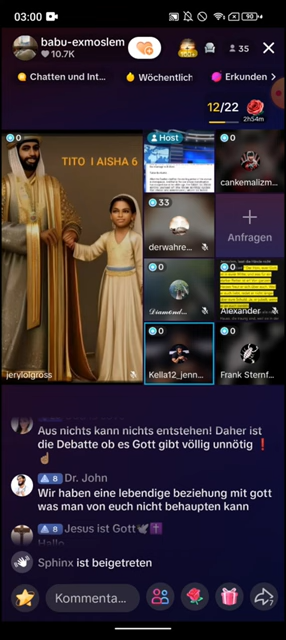 03:00
90
babu-exmoslem
10.7K
35
Chatten und Int...
Wöchentlich
Erkunden
12/22
2h54m
0
TITO I AISHA 6
jerylolgross
Host
0
cankemalizm...
33
derwahre...
Anfragen
0
Diamond...
0
Alexander
0
Kella12_jenn...
0
Frank Sternf...
Aus nichts kann nichts entstehen! Daher ist
die Debatte ob es Gott gibt völlig unnötig ❗
☝🏽
8 Dr. John
Wir haben eine lebendige beziehung mit gott
was man von euch nicht behaupten kann
8 Jesus ist Gott🕊️✝️
Hallo
Sphinx ist beigetreten
Kommenta...
7